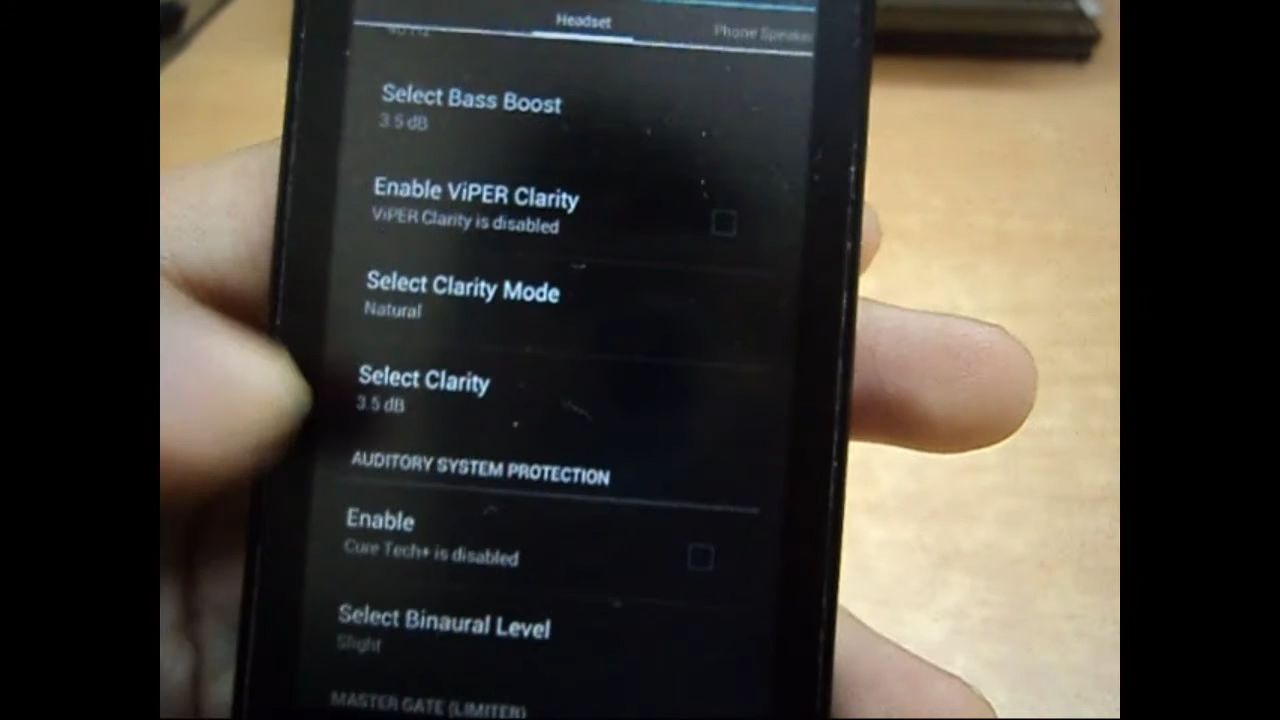 Headset
Phone Speaker
Select Bass Boost
3.5 dB
Enable ViPER Clarity
ViPER Clarity is disabled
Select Clarity Mode
Natural
Select Clarity
3.5 dB
AUDITORY SYSTEM PROTECTION
Enable
Cure Tech+ is disabled
Select Binaural Level
Slight
MASTER GATE (LIMITER)